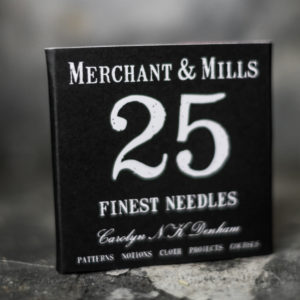 MERCHANT & MILLS
25
FINEST NEEDLES
Carolyn N.K. Denham
PATTERNS NOTIONS CLOTH PROJECTS